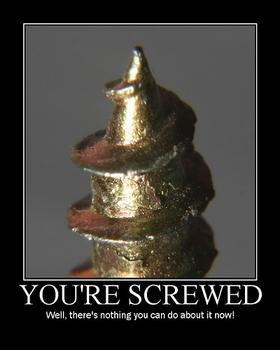 YOU'RE SCREWED
Well, there's nothing you can do about it now!